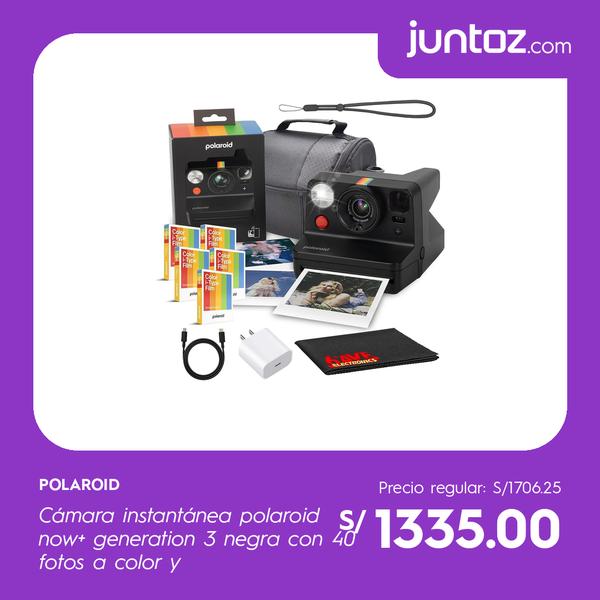 juntoz.com
polaroid
Color
i-Type
Film
Color
i-Type
Film
Color
i-Type
Film
Color
i-Type
Film
Color
i-Type
Film
polaroid
polaroid
SAVE
ELECTRONICS
POLAROID
Cámara instantánea polaroid
now+ generation 3 negra con 40
fotos a color y
Precio regular: S/1706.25
S/ 1335.00